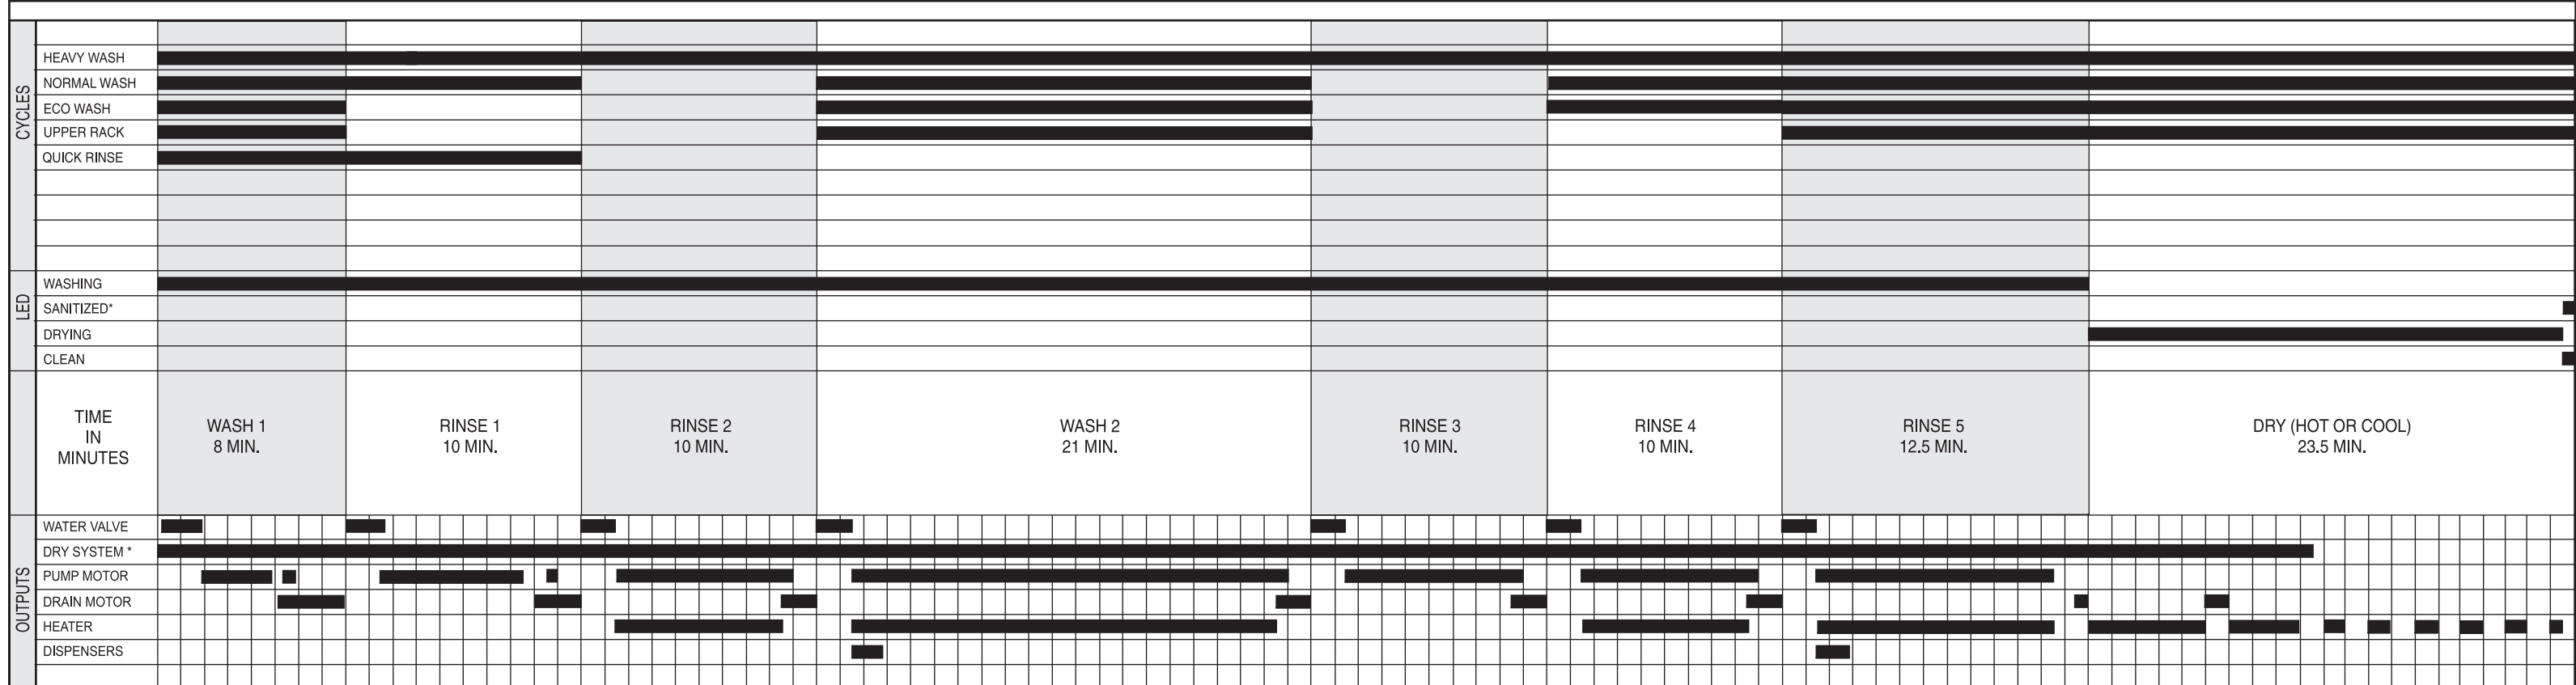 CYCLES
HEAVY WASH
NORMAL WASH
ECO WASH
UPPER RACK
QUICK RINSE
LED
WASHING
SANITIZED*
DRYING
CLEAN
TIME
IN
MINUTES
WASH 1
8 MIN.
RINSE 1
10 MIN.
RINSE 2
10 MIN.
WASH 2
21 MIN.
RINSE 3
10 MIN.
RINSE 4
10 MIN.
RINSE 5
12.5 MIN.
DRY (HOT OR COOL)
23.5 MIN.
OUTPUTS
WATER VALVE
DRY SYSTEM *
PUMP MOTOR
DRAIN MOTOR
HEATER
DISPENSERS